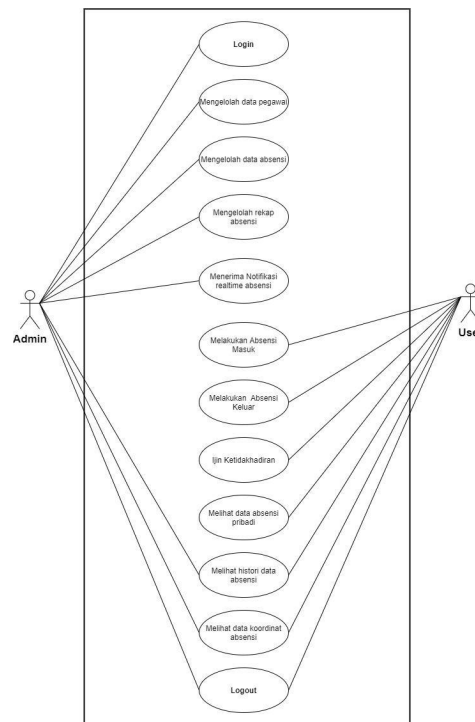 Login
Mengelolah data pegawai
Mengelolah data absensi
Mengelolah rekap
absensi
Menerima Notifikasi
realtime absensi
Admin
Use
Melakukan Absensi
Masuk
Melakukan Absensi
Keluar
Ijin Ketidakhadiran
Melihat data absensi
pribadi
Melihat histori data
absensi
Melihat data koordinat
absensi
Logout